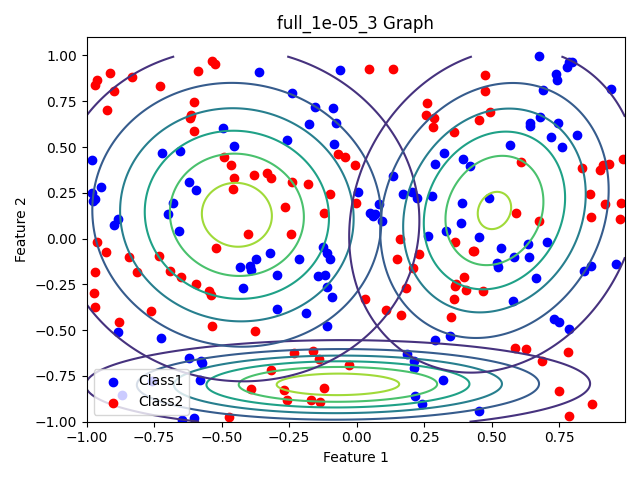 full_1e-05_3 Graph
Feature 2
1.00
0.75
0.50
0.25
0.00
−0.25
−0.50
−0.75
−1.00
Class1
Class2
−1.00 −0.75 −0.50 −0.25 0.00 0.25 0.50 0.75
Feature 1